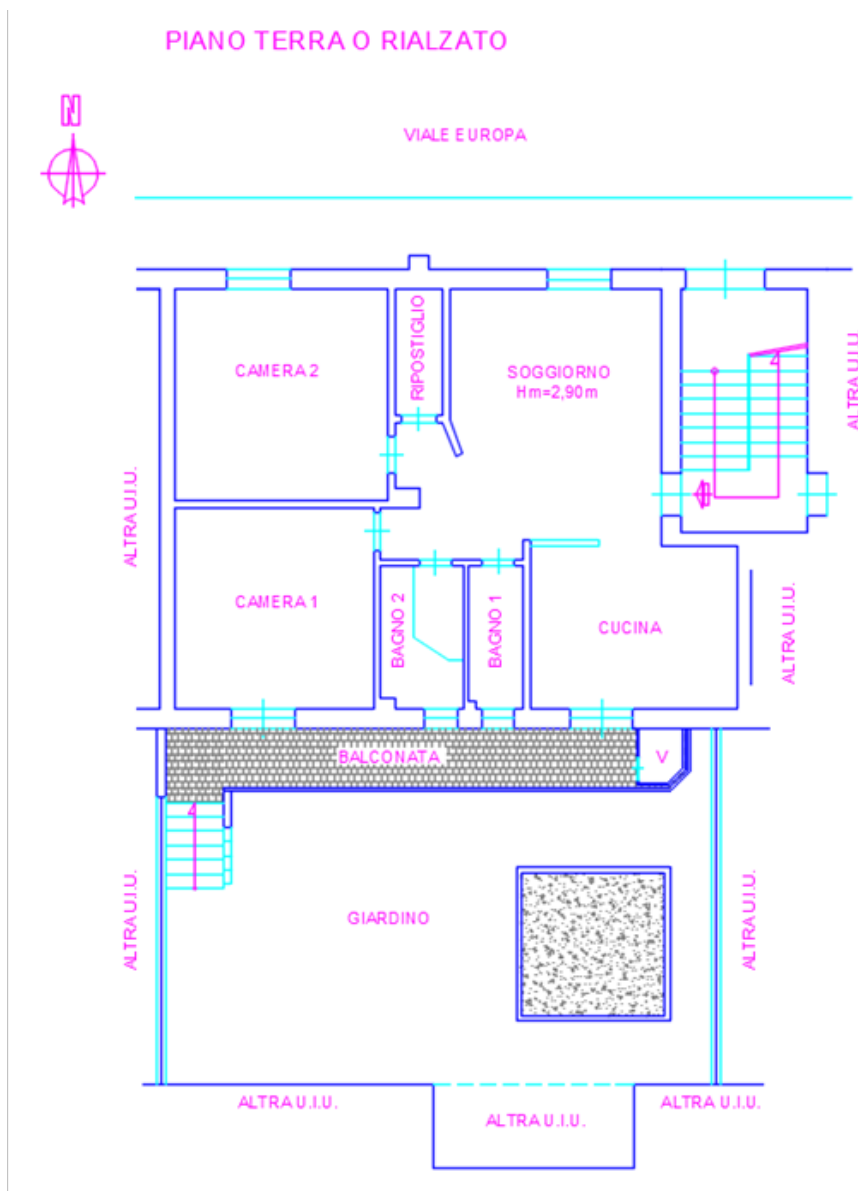 PIANO TERRA O RIALZATO
N
VIALE EUROPA
CAMERA 2
RIPOSTIGLIO
SOGGIORNO
Hm=2,90m
ALTRA U.I.U.
ALTRA U.I.U.
CAMERA 1
BAGNO 2
BAGNO 1
CUCINA
ALTRA U.I.U.
BALCONATA
V
ALTRA U.I.U.
GIARDINO
ALTRA U.I.U.
ALTRA U.I.U.
ALTRA U.I.U.
ALTRA U.I.U.